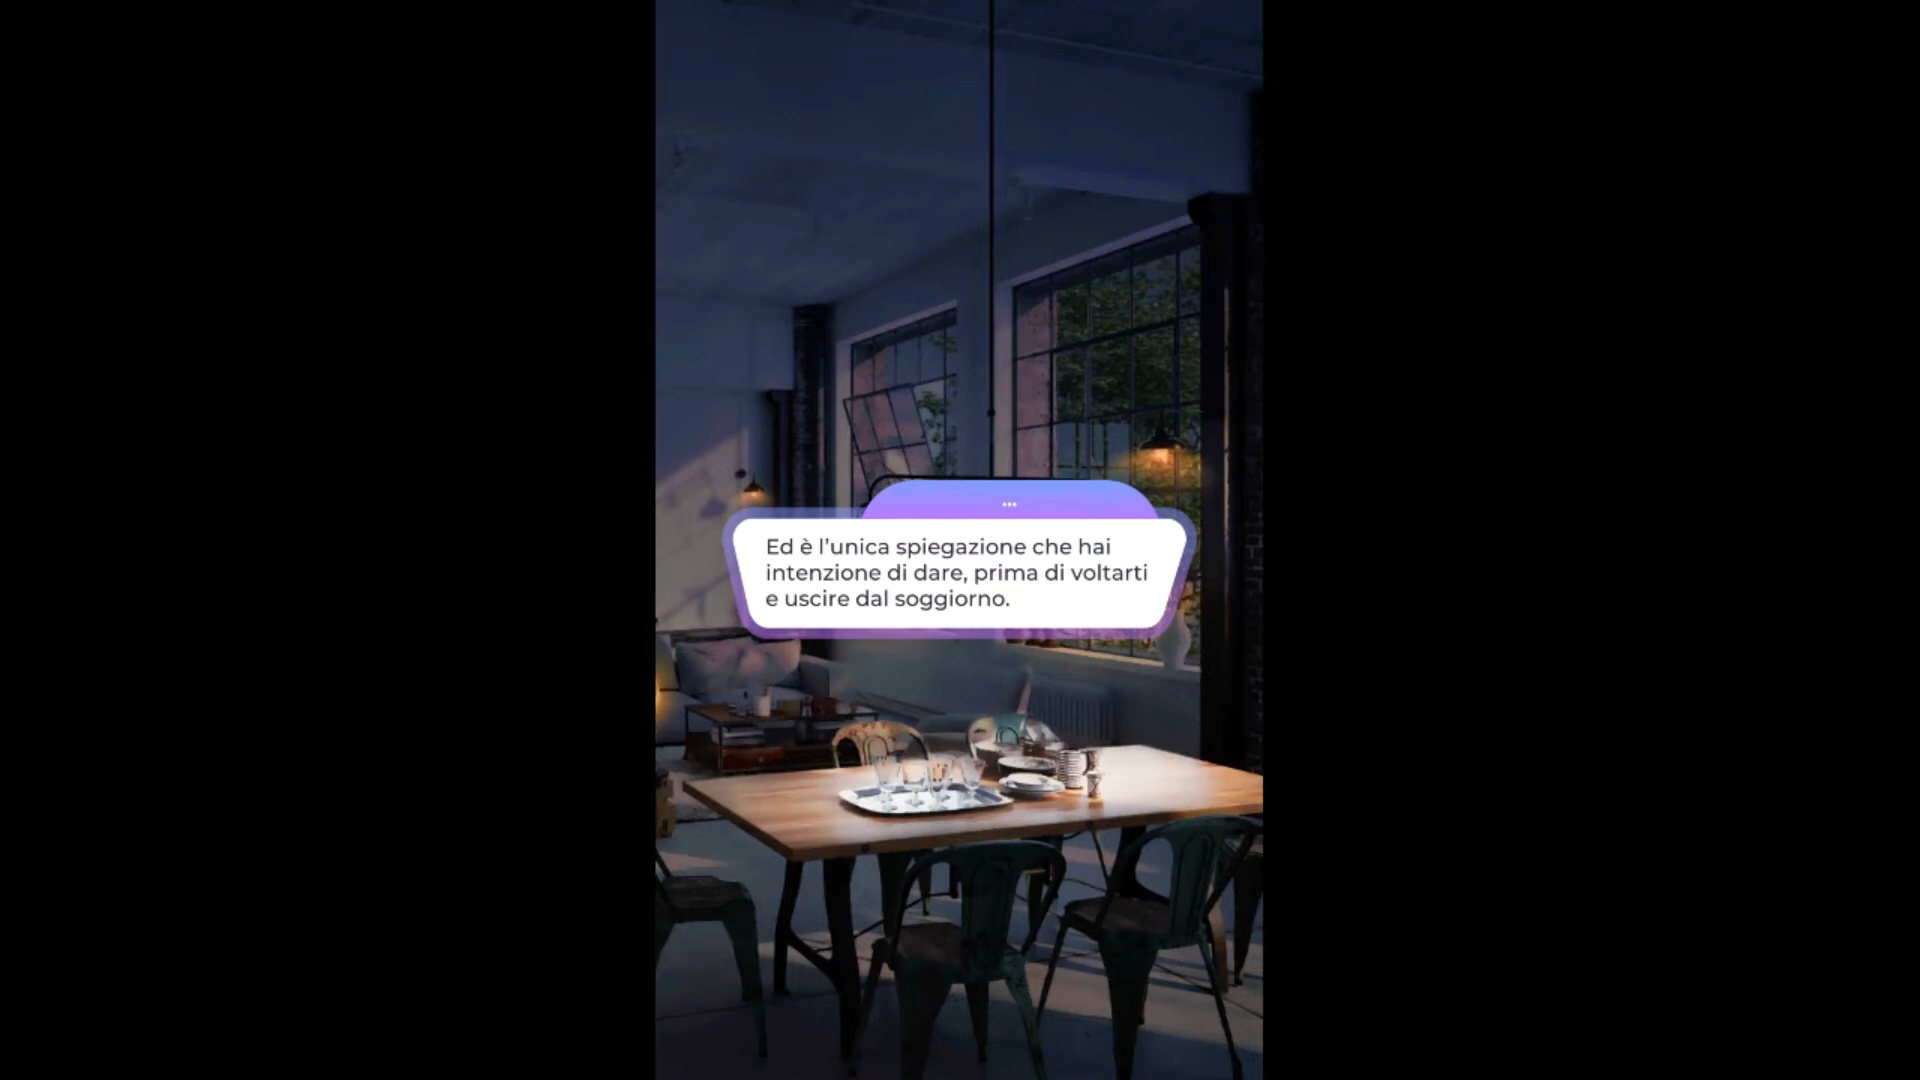 ...
Ed è l’unica spiegazione che hai
intenzione di dare, prima di voltarti
e uscire dal soggiorno.